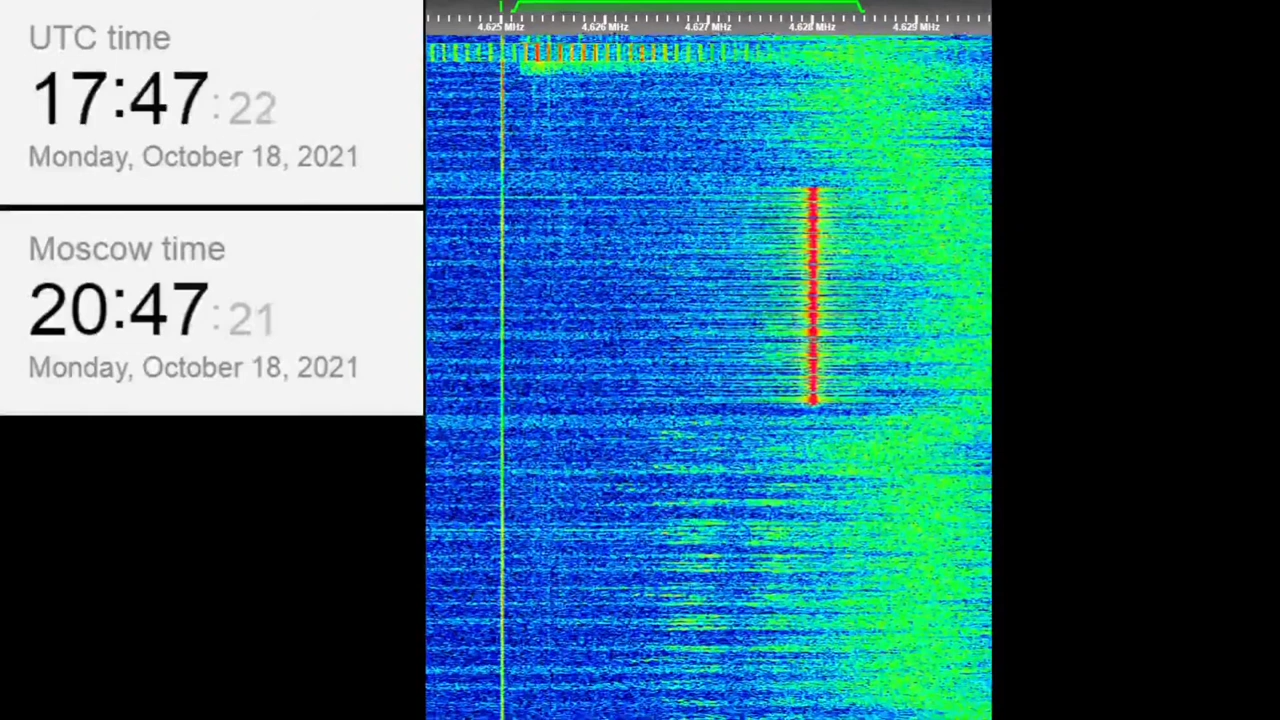 UTC time
17:47:22
Monday, October 18, 2021
Moscow time
20:47:21
Monday, October 18, 2021
4.625 MHz 4.626 MHz 4.627 MHz 4.628 MHz 4.629 MHz